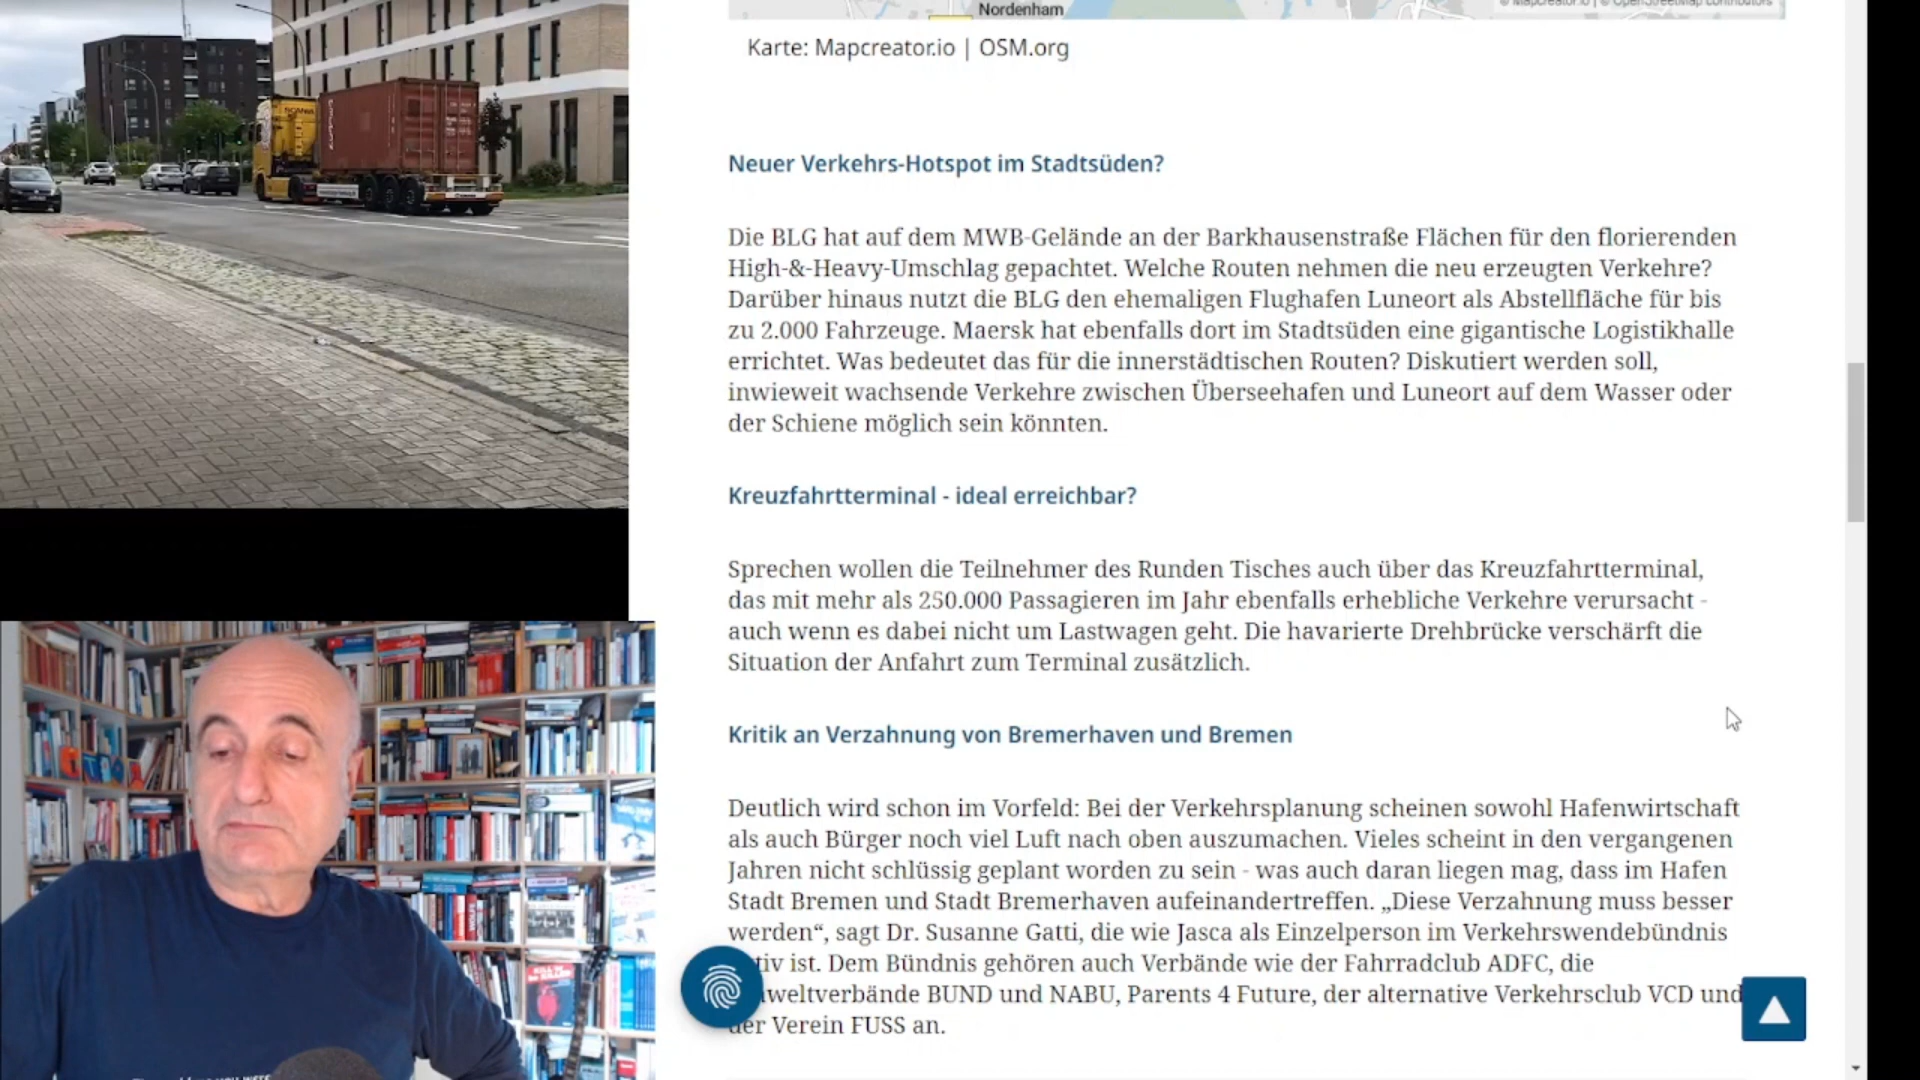 Nordenham
© Mapcreator.io | © OpenStreetMap contributors
Karte: Mapcreator.io | OSM.org
Neuer Verkehrs-Hotspot im Stadtsüden?
Die BLG hat auf dem MWB-Gelände an der Barkhausenstraße Flächen für den florierenden
High-&-Heavy-Umschlag gepachtet. Welche Routen nehmen die neu erzeugten Verkehre?
Darüber hinaus nutzt die BLG den ehemaligen Flughafen Luneort als Abstellfläche für bis
zu 2.000 Fahrzeuge. Maersk hat ebenfalls dort im Stadtsüden eine gigantische Logistikhalle
errichtet. Was bedeutet das für die innerstädtischen Routen? Diskutiert werden soll,
inwieweit wachsende Verkehre zwischen Überseehafen und Luneort auf dem Wasser oder
der Schiene möglich sein könnten.
Kreuzfahrtterminal - ideal erreichbar?
Sprechen wollen die Teilnehmer des Runden Tisches auch über das Kreuzfahrtterminal,
das mit mehr als 250.000 Passagieren im Jahr ebenfalls erhebliche Verkehre verursacht -
auch wenn es dabei nicht um Lastwagen geht. Die havarierte Drehbrücke verschärft die
Situation der Anfahrt zum Terminal zusätzlich.
Kritik an Verzahnung von Bremerhaven und Bremen
Deutlich wird schon im Vorfeld: Bei der Verkehrsplanung scheinen sowohl Hafenwirtschaft
als auch Bürger noch viel Luft nach oben auszumachen. Vieles scheint in den vergangenen
Jahren nicht schlüssig geplant worden zu sein - was auch daran liegen mag, dass im Hafen
Stadt Bremen und Stadt Bremerhaven aufeinandertreffen. „Diese Verzahnung muss besser
werden“, sagt Dr. Susanne Gatti, die wie Jasca als Einzelperson im Verkehrswendebündnis
tiv ist. Dem Bündnis gehören auch Verbände wie der Fahrradclub ADFC, die
weltverbände BUND und NABU, Parents 4 Future, der alternative Verkehrsclub VCD und
der Verein FUSS an.
SCANIA